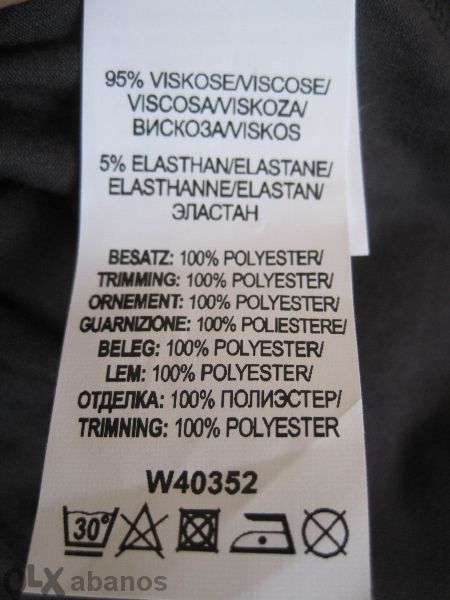 95% VISKOSE/VISCOSE/
VISCOSA/VISKOZA/
ВИСКОЗА/VISKOS
5% ELASTHAN/ELASTANE/
ELASTHANNE/ELASTAN/
ЭЛАСТАН
BESATZ: 100% POLYESTER/
TRIMMING: 100% POLYESTER/
ORNEMENT: 100% POLYESTER/
GUARNIZIONE: 100% POLIESTERE/
BELEG: 100% POLYESTER/
LEM: 100% POLYESTER/
ОТДЕЛКА: 100% ПОЛИЭСТЕР/
TRIMNING: 100% POLYESTER
W40352
30°
OLX abanos